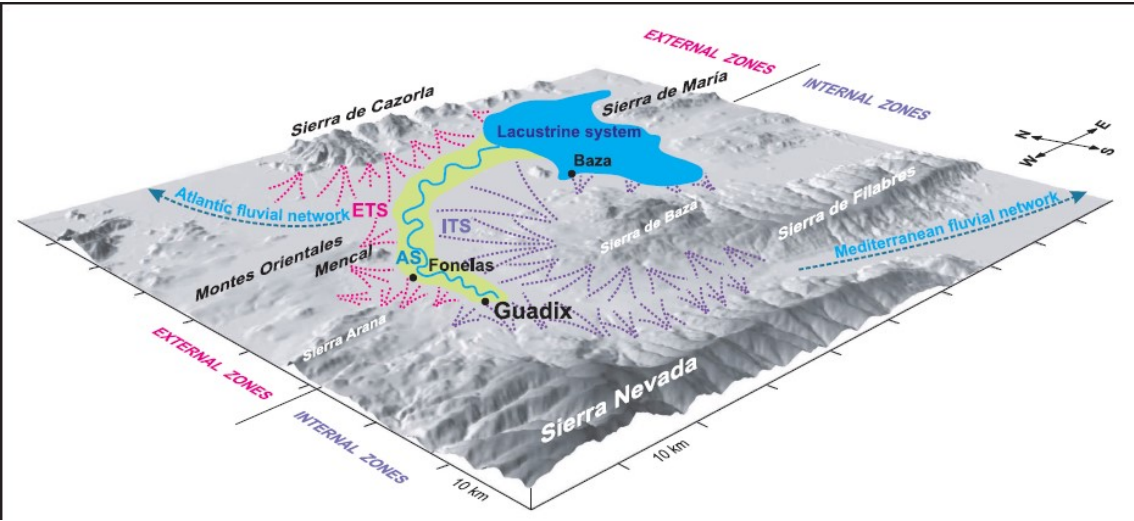 EXTERNAL ZONES
INTERNAL ZONES
Sierra de Cazorla
Sierra de María
Lacustrine system
N
E
W
S
Baza
Atlantic fluvial network
ETS
ITS
Sierra de Baza
Sierra de Filabres
Mediterranean fluvial network
Montes Orientales
Mencal
AS
Fonelas
Guadix
Sierra Arana
EXTERNAL ZONES
INTERNAL ZONES
Sierra Nevada
10 km
10 km